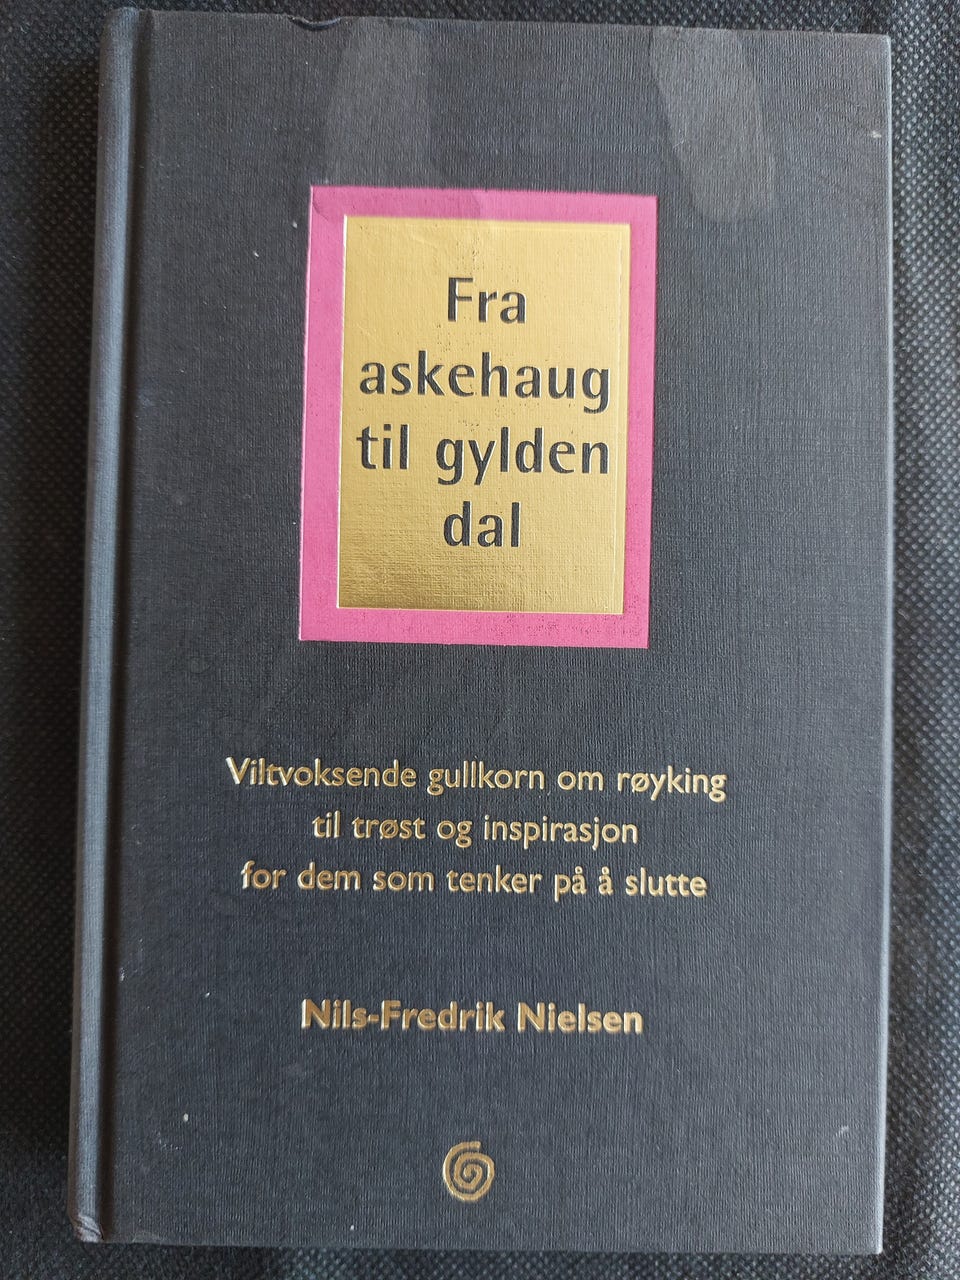 Fra
askehaug
til gylden
dal
Viltvoksende gullkorn om røyking
til trøst og inspirasjon
for dem som tenker på å slutte
Nils-Fredrik Nielsen